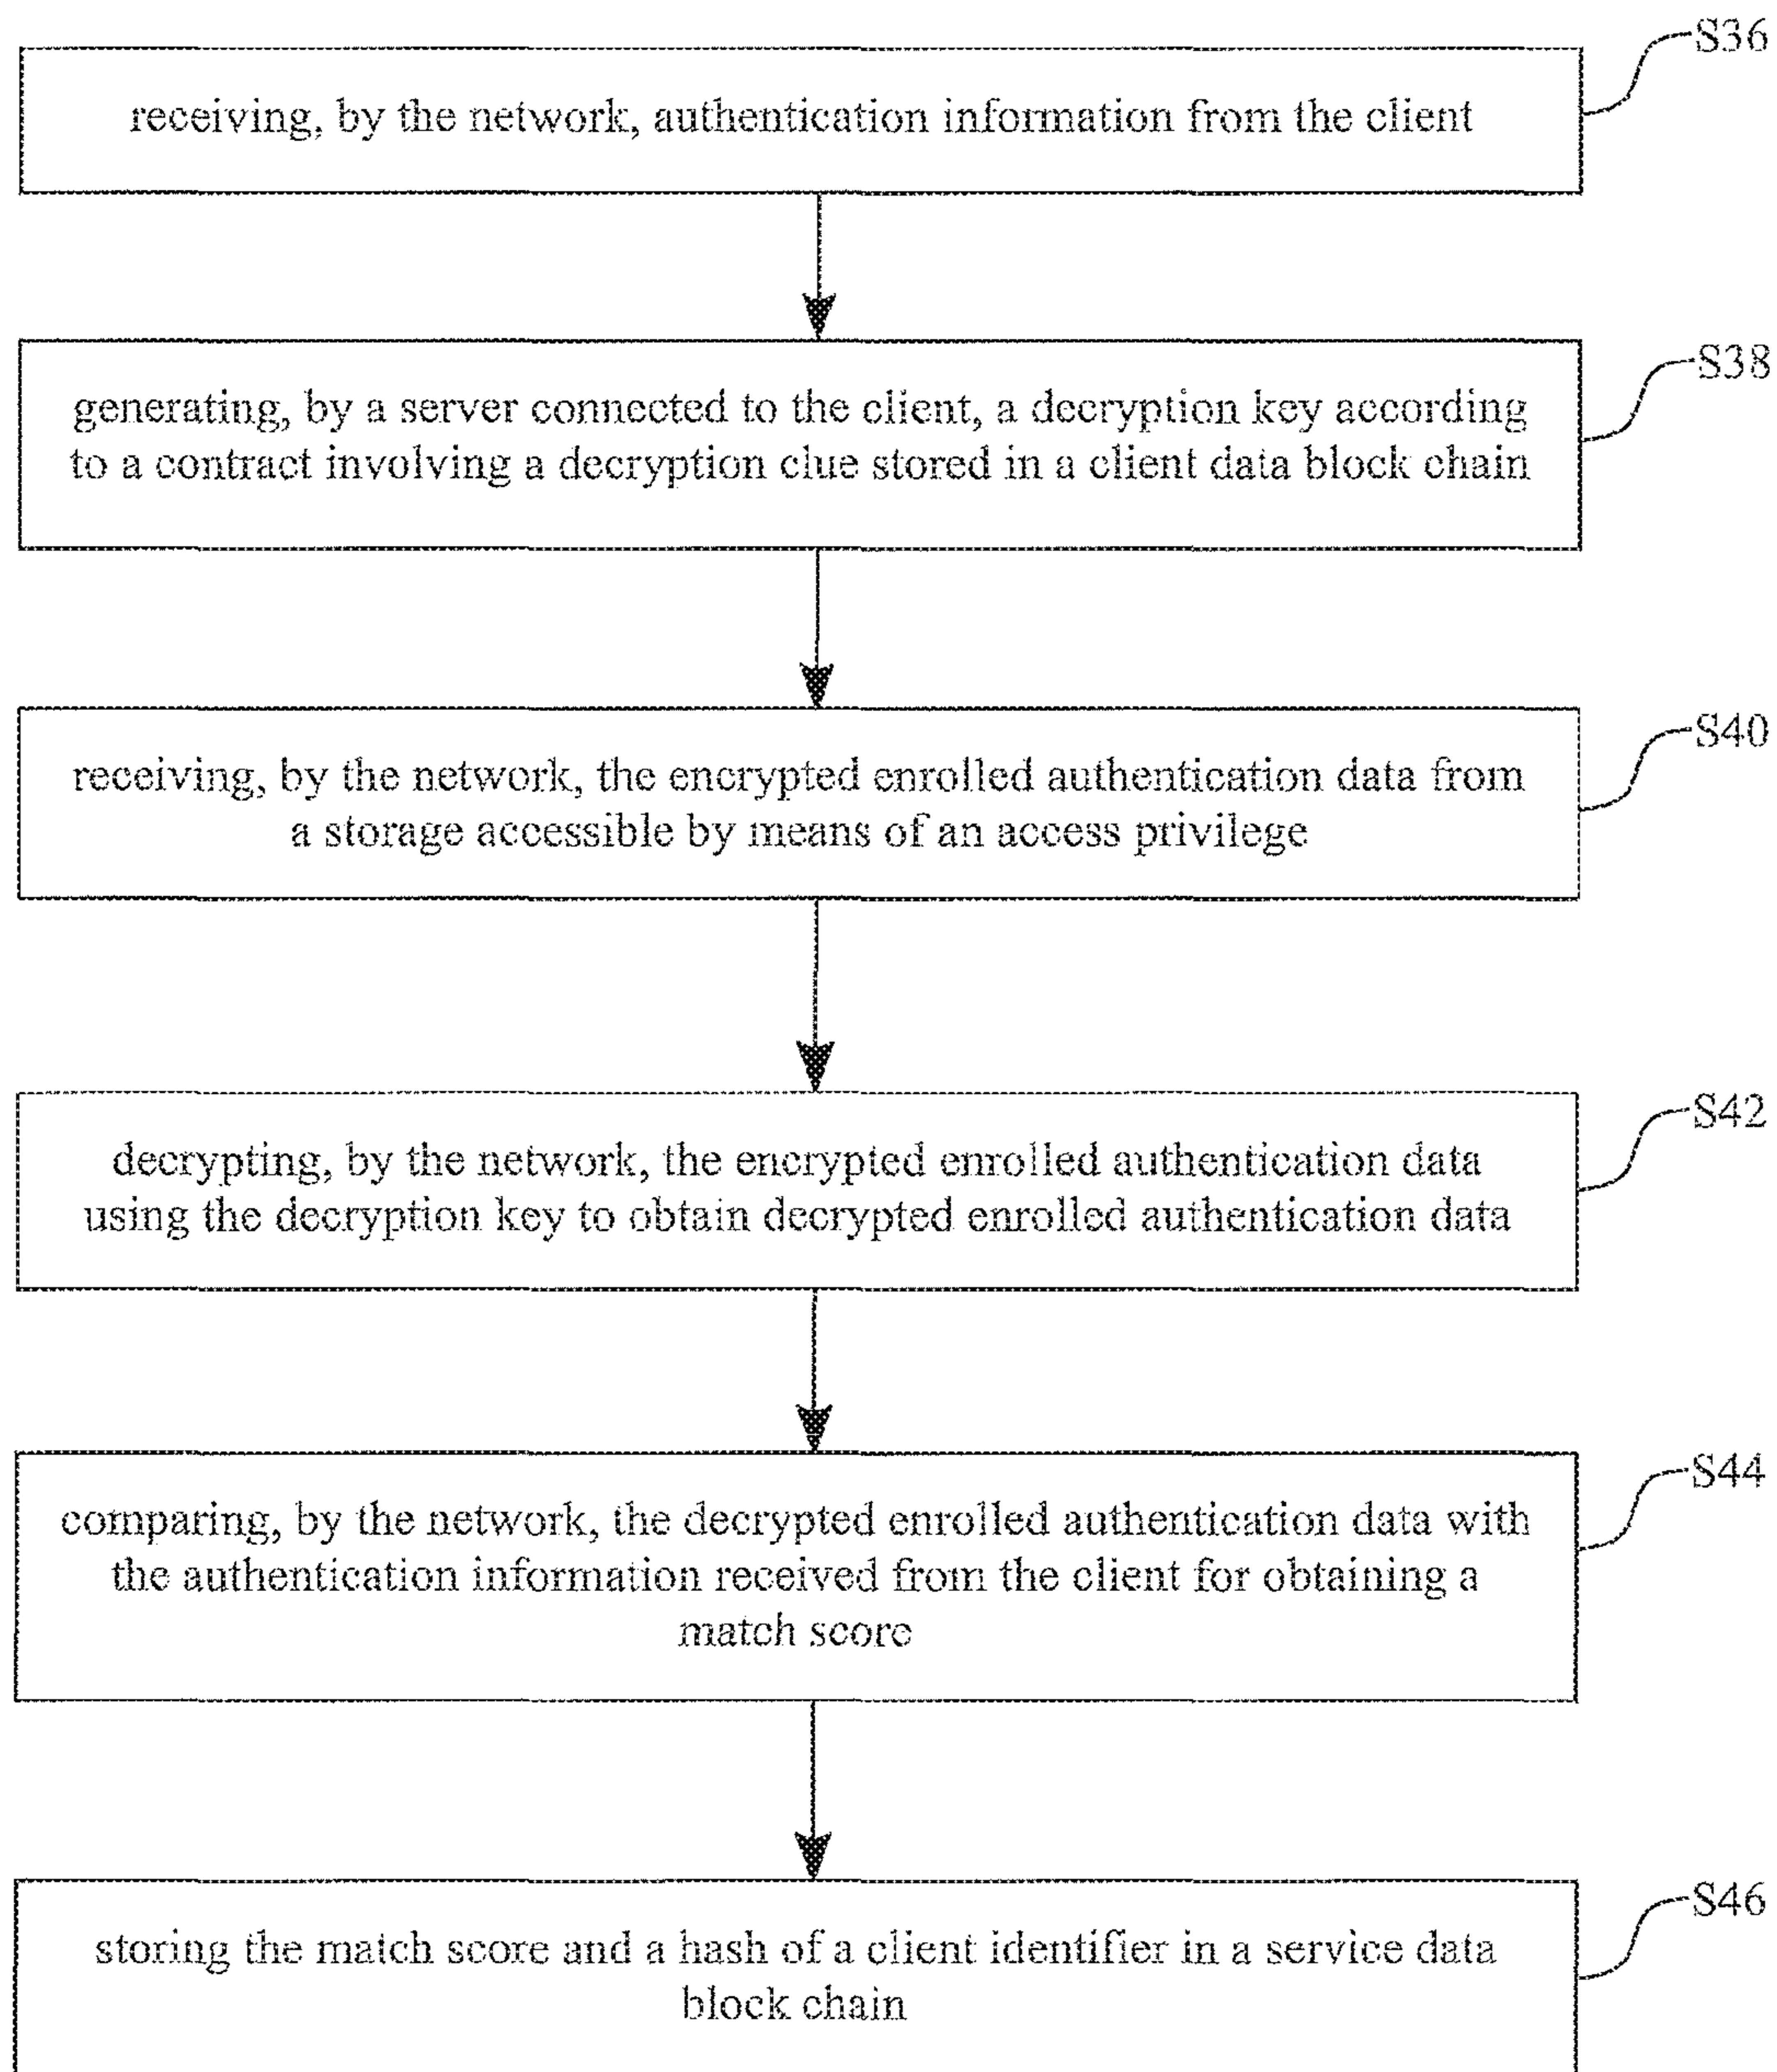 S36
receiving, by the network, authentication information from the client
S38
generating, by a server connected to the client, a decryption key according
to a contract involving a decryption clue stored in a client data block chain
S40
receiving, by the network, the encrypted enrolled authentication data from
a storage accessible by means of an access privilege
S42
decrypting, by the network, the encrypted enrolled authentication data
using the decryption key to obtain decrypted enrolled authentication data
S44
comparing, by the network, the decrypted enrolled authentication data with
the authentication information received from the client for obtaining a
match score
S46
storing the match score and a hash of a client identifier in a service data
block chain